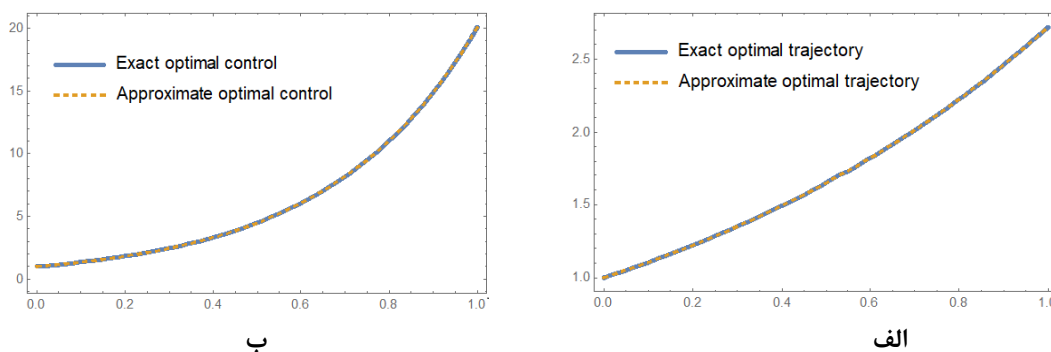 20
15
10
5
0
0.0 0.2 0.4 0.6 0.8 1.0
Exact optimal control
Approximate optimal control
ب
2.5
2.0
1.5
1.0
0.0 0.2 0.4 0.6 0.8 1.0
Exact optimal trajectory
Approximate optimal trajectory
الف